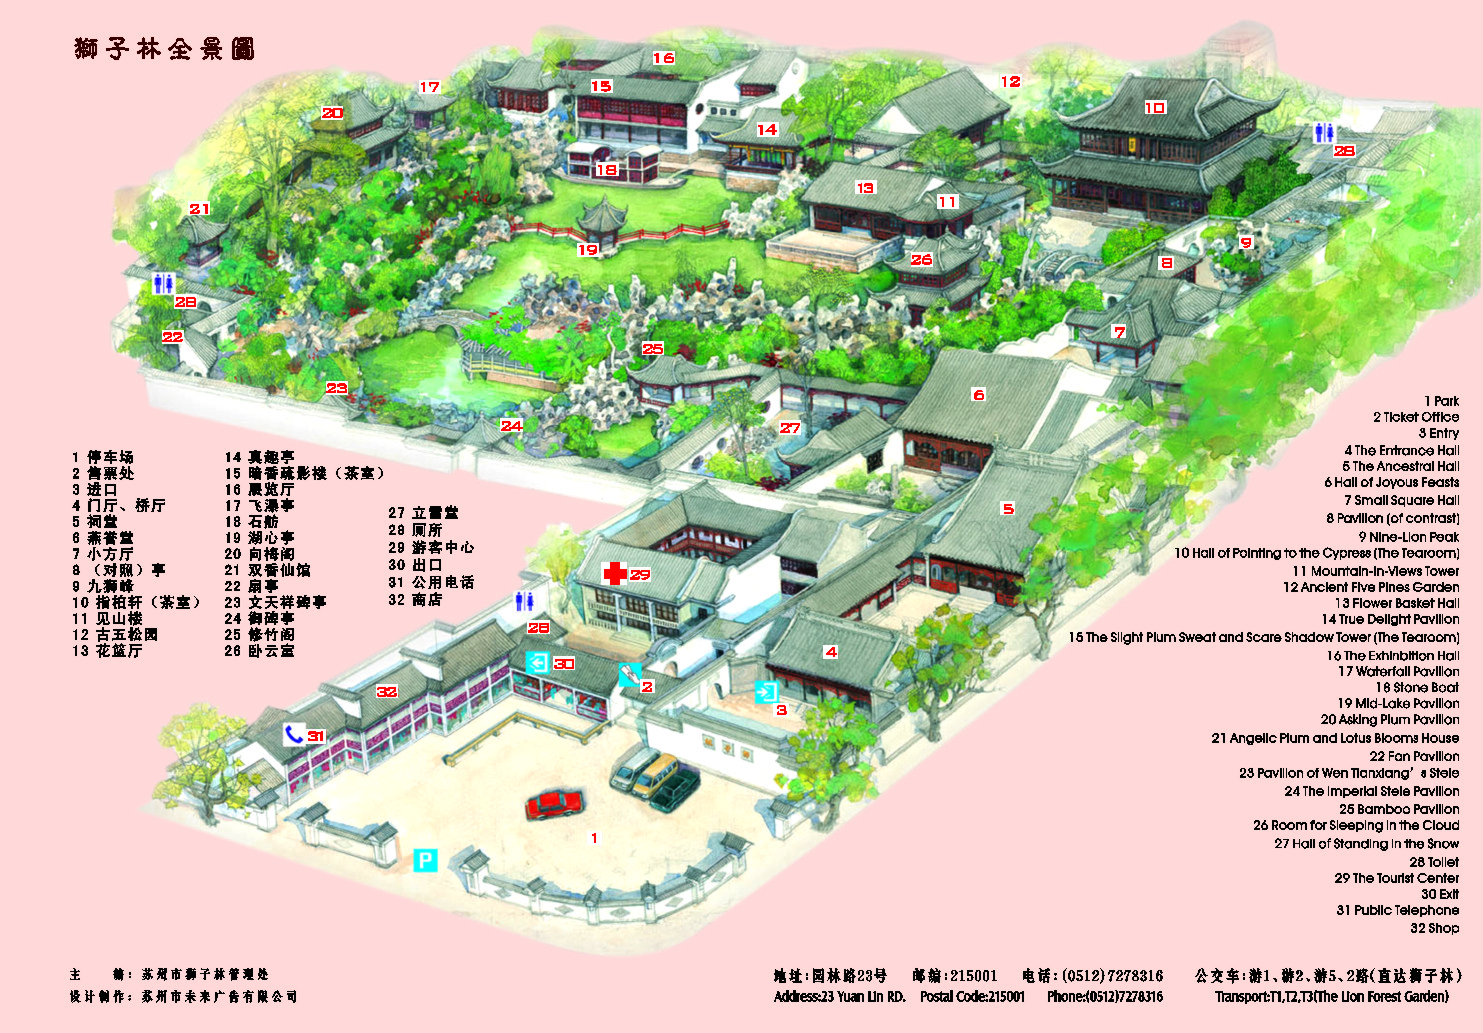 獅子林全景圖
1 停车场
2 售票处
3 进口
4 门厅、桥厅
5 祠堂
6 燕誉堂
7 小方厅
8 （对照）亭
9 九狮峰
10 指柏轩（茶室）
11 见山楼
12 古五松园
13 花篮厅
14 真趣亭
15 暗香疏影楼（茶室）
16 展览厅
17 飞瀑亭
18 石舫
19 湖心亭
20 向梅阁
21 双香仙馆
22 扇亭
23 文天祥碑亭
24 御碑亭
25 修竹阁
26 卧云室
27 立雪堂
28 厕所
29 游客中心
30 出口
31 公用电话
32 商店
1 Park
2 Ticket Office
3 Entry
4 The Entrance Hall
5 The Ancestral Hall
6 Hall of Joyous Feasts
7 Small Square Hall
8 Pavilion (of contrast)
9 Nine-Lion Peak
10 Hall of Pointing to the Cypress (The Tearoom)
11 Mountain-in-Views Tower
12 Ancient Five Pines Garden
13 Flower Basket Hall
14 True Delight Pavilion
15 The Slight Plum Sweat and Scare Shadow Tower (The Tearoom)
16 The Exhinbition Hall
17 Waterfall Pavilion
18 Stone Boat
19 Mid-Lake Pavilion
20 Asking Plum Pavilion
21 Angelic Plum and Lotus Blooms House
22 Fan Pavilion
23 Pavilion of Wen Tianxiang’s Stele
24 The Imperial Stele Pavilion
25 Bamboo Pavilion
26 Room for Sleeping in the Cloud
27 Hall of Standing in the Snow
28 Toilet
29 The Tourist Center
30 Exit
31 Public Telephone
32 Shop
16
17
15
12
20
10
14
28
18
13
11
21
19
9
26
8
28
22
7
25
23
6
24
27
5
29
28
4
30
2
32
3
31
1
P
主 编：苏州市狮子林管理处
设计制作：苏州市未来广告有限公司
地址：园林路23号 邮编：215001 电话：(0512)7278316 公交车：游1、游2、游5、2路(直达狮子林)
Address:23 Yuan Lin RD. Postal Code:215001 Phone:(0512)7278316 Transport:T1,T2,T3(The Lion Forest Garden)